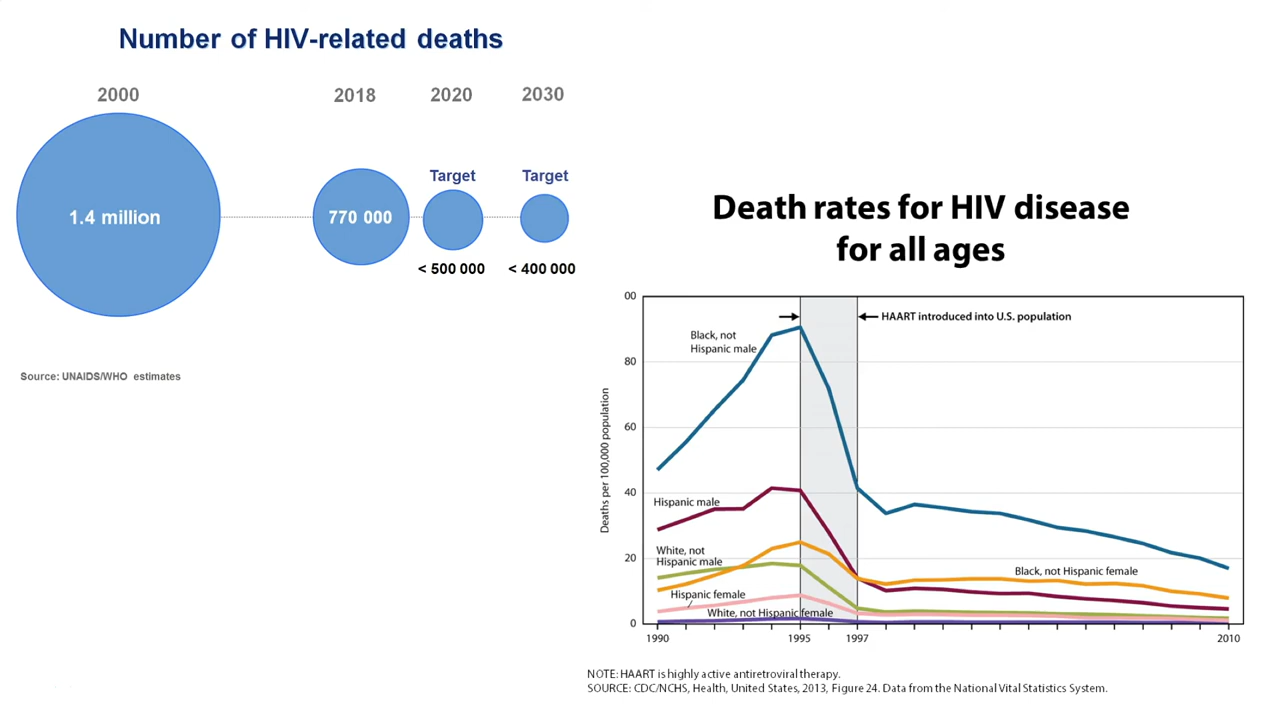 Number of HIV-related deaths
2000
2018
2020
2030
Target
Target
1.4 million
770 000
< 500 000
< 400 000
Source: UNAIDS/WHO estimates
Death rates for HIV disease
for all ages
00
80
60
40
20
0
Deaths per 100,000 population
HAART introduced into U.S. population
Black, not
Hispanic male
Hispanic male
White, not
Hispanic male
Black, not Hispanic female
Hispanic female
White, not Hispanic female
1990
1995
1997
2010
NOTE: HAART is highly active antiretroviral therapy.
SOURCE: CDC/NCHS, Health, United States, 2013, Figure 24. Data from the National Vital Statistics System.